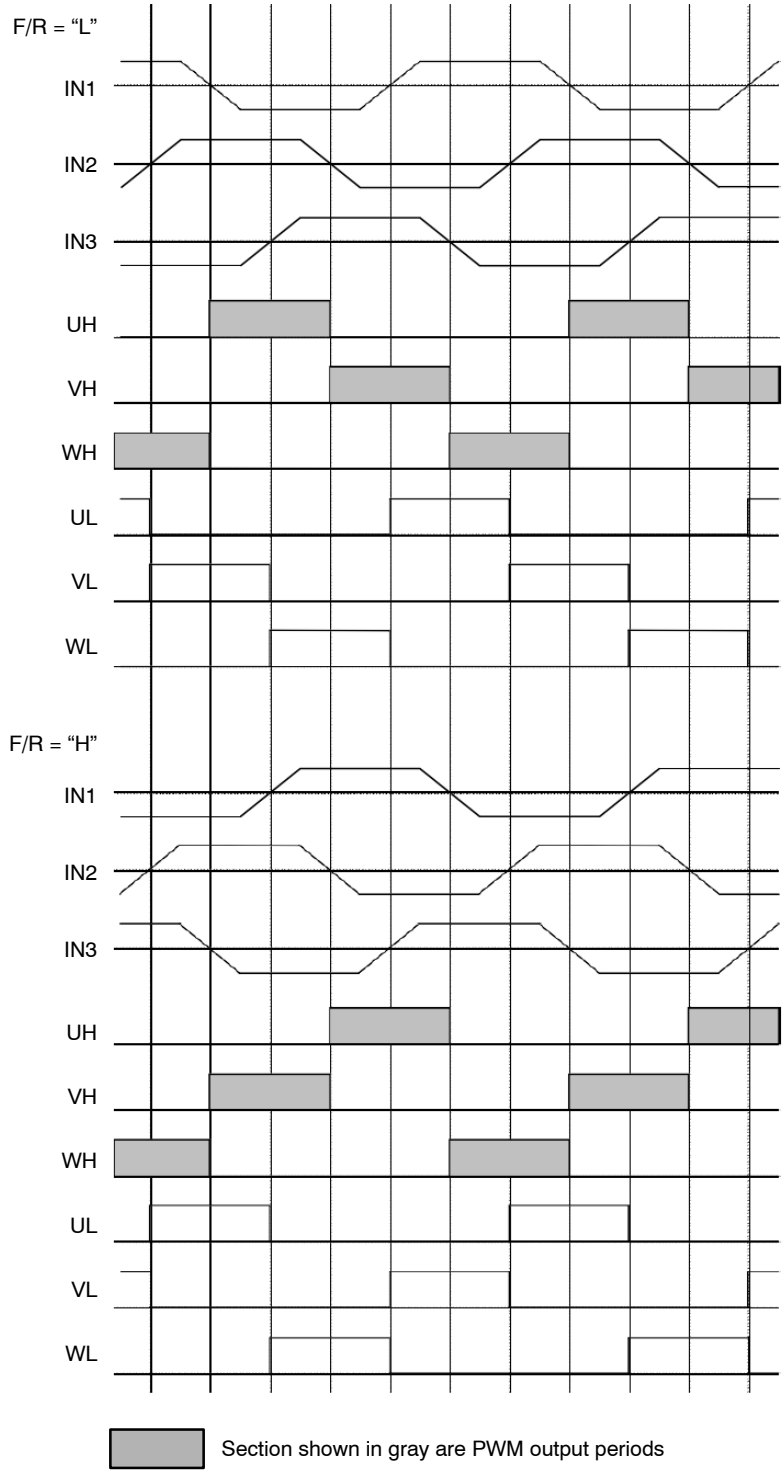 F/R = “L”
IN1
IN2
IN3
UH
VH
WH
UL
VL
WL
F/R = “H”
IN1
IN2
IN3
UH
VH
WH
UL
VL
WL
Section shown in gray are PWM output periods